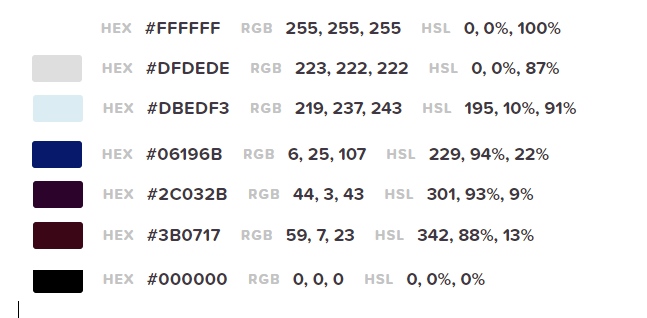 HEX #FFFFFF RGB 255, 255, 255 HSL 0, 0%, 100%
HEX #DFDEDE RGB 223, 222, 222 HSL 0, 0%, 87%
HEX #DBEDF3 RGB 219, 237, 243 HSL 195, 10%, 91%
HEX #06196B RGB 6, 25, 107 HSL 229, 94%, 22%
HEX #2C032B RGB 44, 3, 43 HSL 301, 93%, 9%
HEX #3B0717 RGB 59, 7, 23 HSL 342, 88%, 13%
HEX #000000 RGB 0, 0, 0 HSL 0, 0%, 0%